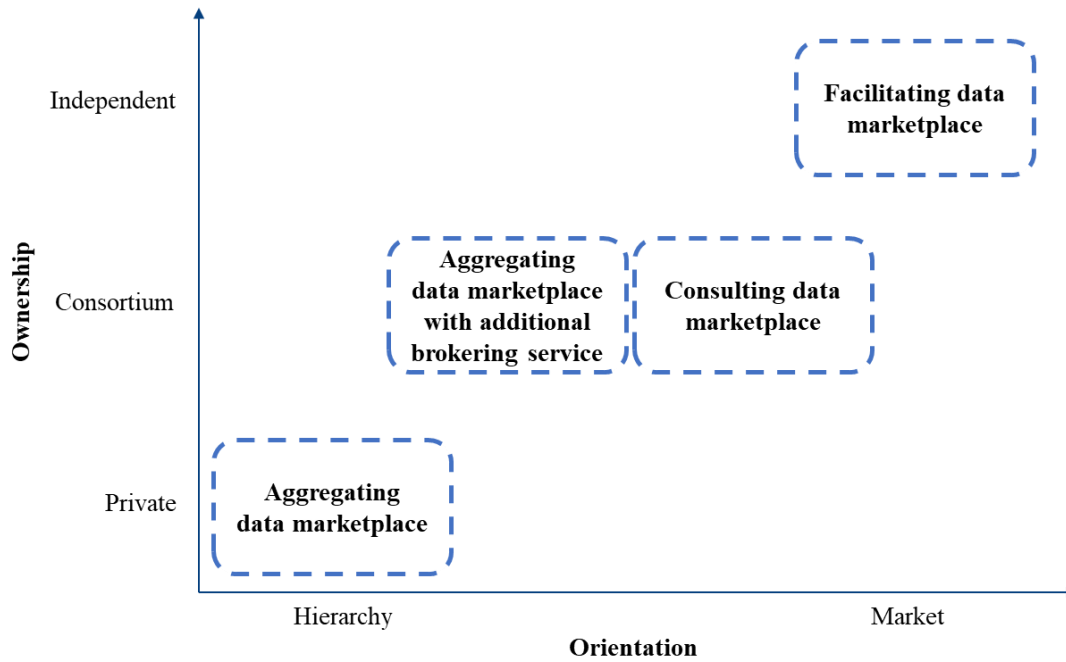 Independent
Facilitating data
marketplace
Ownership
Consortium
Aggregating
data marketplace
with additional
brokering service
Consulting data
marketplace
Private
Aggregating
data marketplace
Hierarchy
Market
Orientation